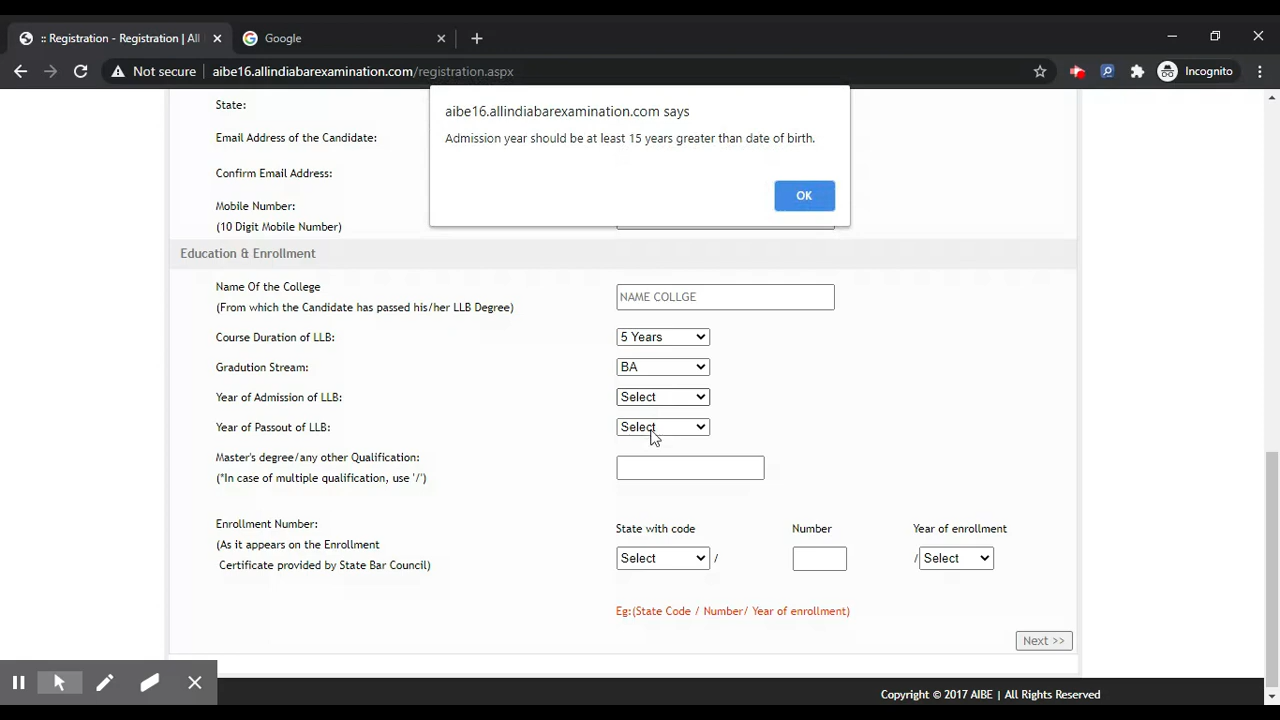 :: Registration - Registration | All
Google
Not secure
aibe16.allindiabarexamination.com/registration.aspx
Incognito
aibe16.allindiabarexamination.com says
Admission year should be at least 15 years greater than date of birth.
OK
State:
Email Address of the Candidate:
Confirm Email Address:
Mobile Number:
(10 Digit Mobile Number)
Education & Enrollment
Name Of the College
(From which the Candidate has passed his/her LLB Degree)
NAME COLLGE
Course Duration of LLB:
5 Years
Gradution Stream:
BA
Year of Admission of LLB:
Select
Year of Passout of LLB:
Select
Master's degree/any other Qualification:
(*In case of multiple qualification, use '/')
Enrollment Number:
(As it appears on the Enrollment
Certificate provided by State Bar Council)
State with code Number Year of enrollment
Select / /Select
Eg:(State Code / Number/ Year of enrollment)
Next >>
Copyright © 2017 AIBE | All Rights Reserved